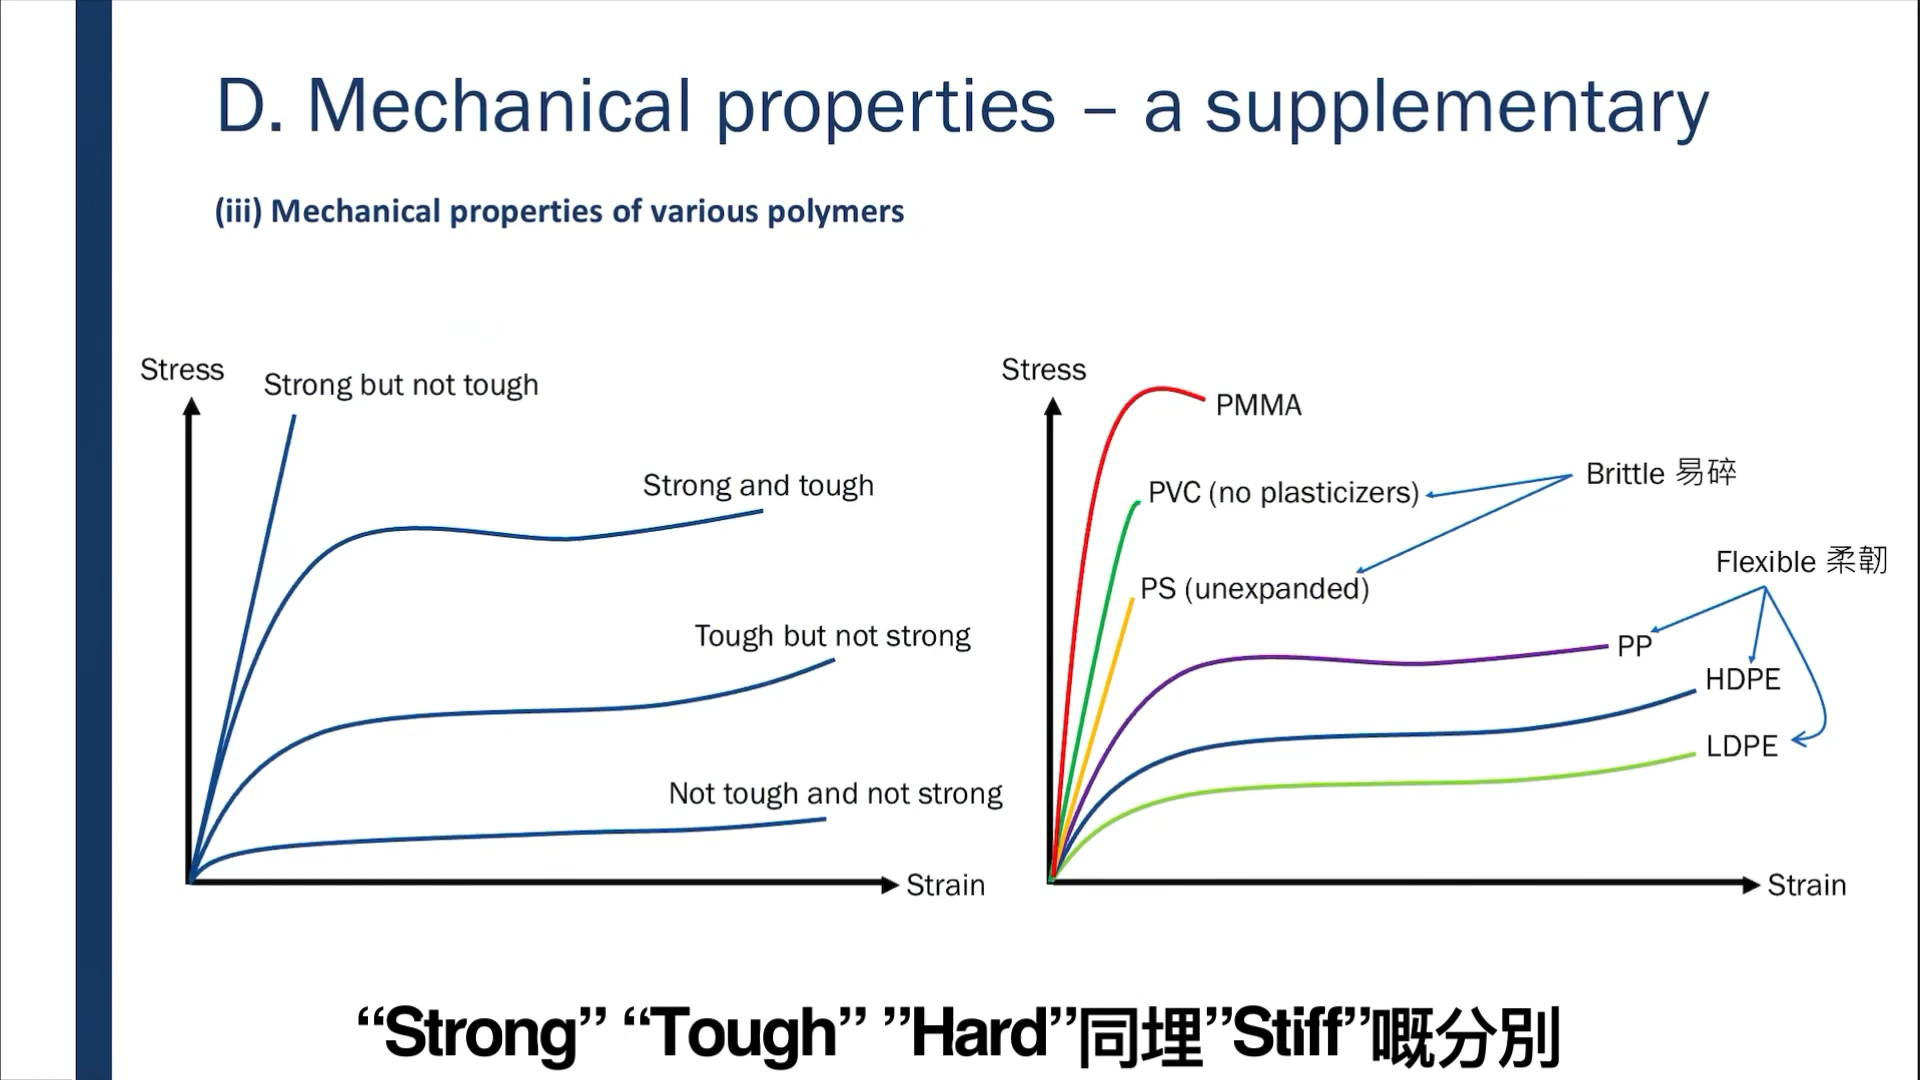 D. Mechanical properties – a supplementary
(iii) Mechanical properties of various polymers
Stress
Strong but not tough
Strong and tough
Tough but not strong
Not tough and not strong
Strain
Stress
PMMA
PVC (no plasticizers)
Brittle 易碎
PS (unexpanded)
Flexible 柔韌
PP
HDPE
LDPE
Strain
“Strong” “Tough” ”Hard”同埋”Stiff”嘅分別